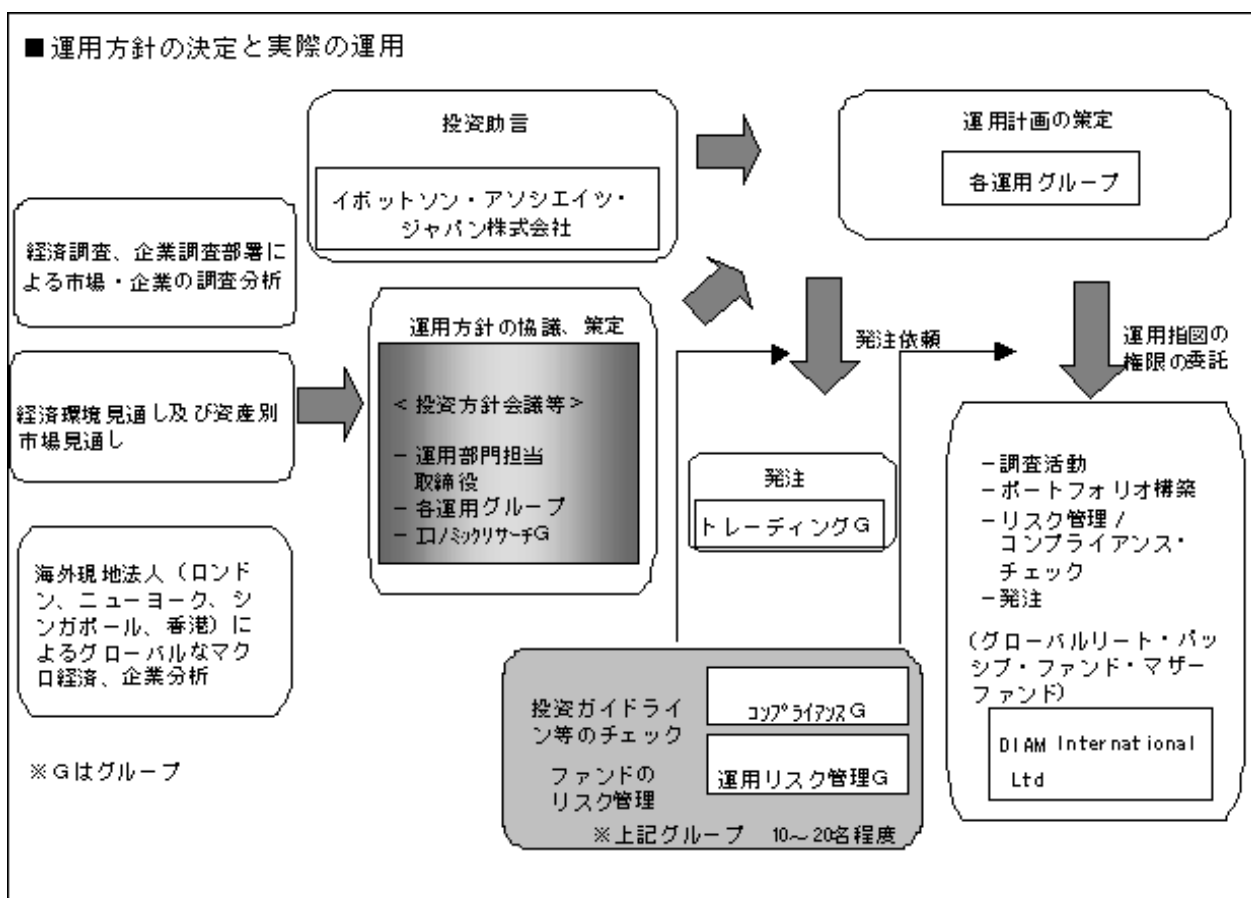 ■運用方針の決定と実際の運用
投資助言
イボットソン・アソシエイツ・
ジャパン株式会社
運用計画の策定
各運用グループ
経済調査、企業調査部署に
よる市場・企業の調査分析
運用方針の協議、策定
<投資方針会議等>
－運用部門担当
取締役
－各運用グループ
－エコノミックリサーチG
経済環境見通し及び資産別
市場見通し
海外現地法人（ロンド
ン、ニューヨーク、シ
ンガポール、香港）に
よるグローバルなマク
ロ経済、企業分析
※Gはグループ
発注依頼
運用指図の
権限の委託
発注
トレーディングG
－調査活動
－ポートフォリオ構築
－リスク管理／
コンプライアンス・
チェック
－発注
（グローバルリート・パッ
シブ・ファンド・マザー
ファンド）
DIAM International
Ltd
投資ガイドライ
ン等のチェック
コンプライアンスG
ファンドの
リスク管理
運用リスク管理G
※上記グループ　10～20名程度